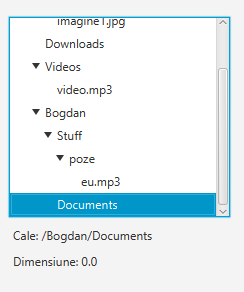 imagine1.jpg
Downloads
Videos
video.mp3
Bogdan
Stuff
poze
eu.mp3
Documents
Cale: /Bogdan/Documents
Dimensiune: 0.0